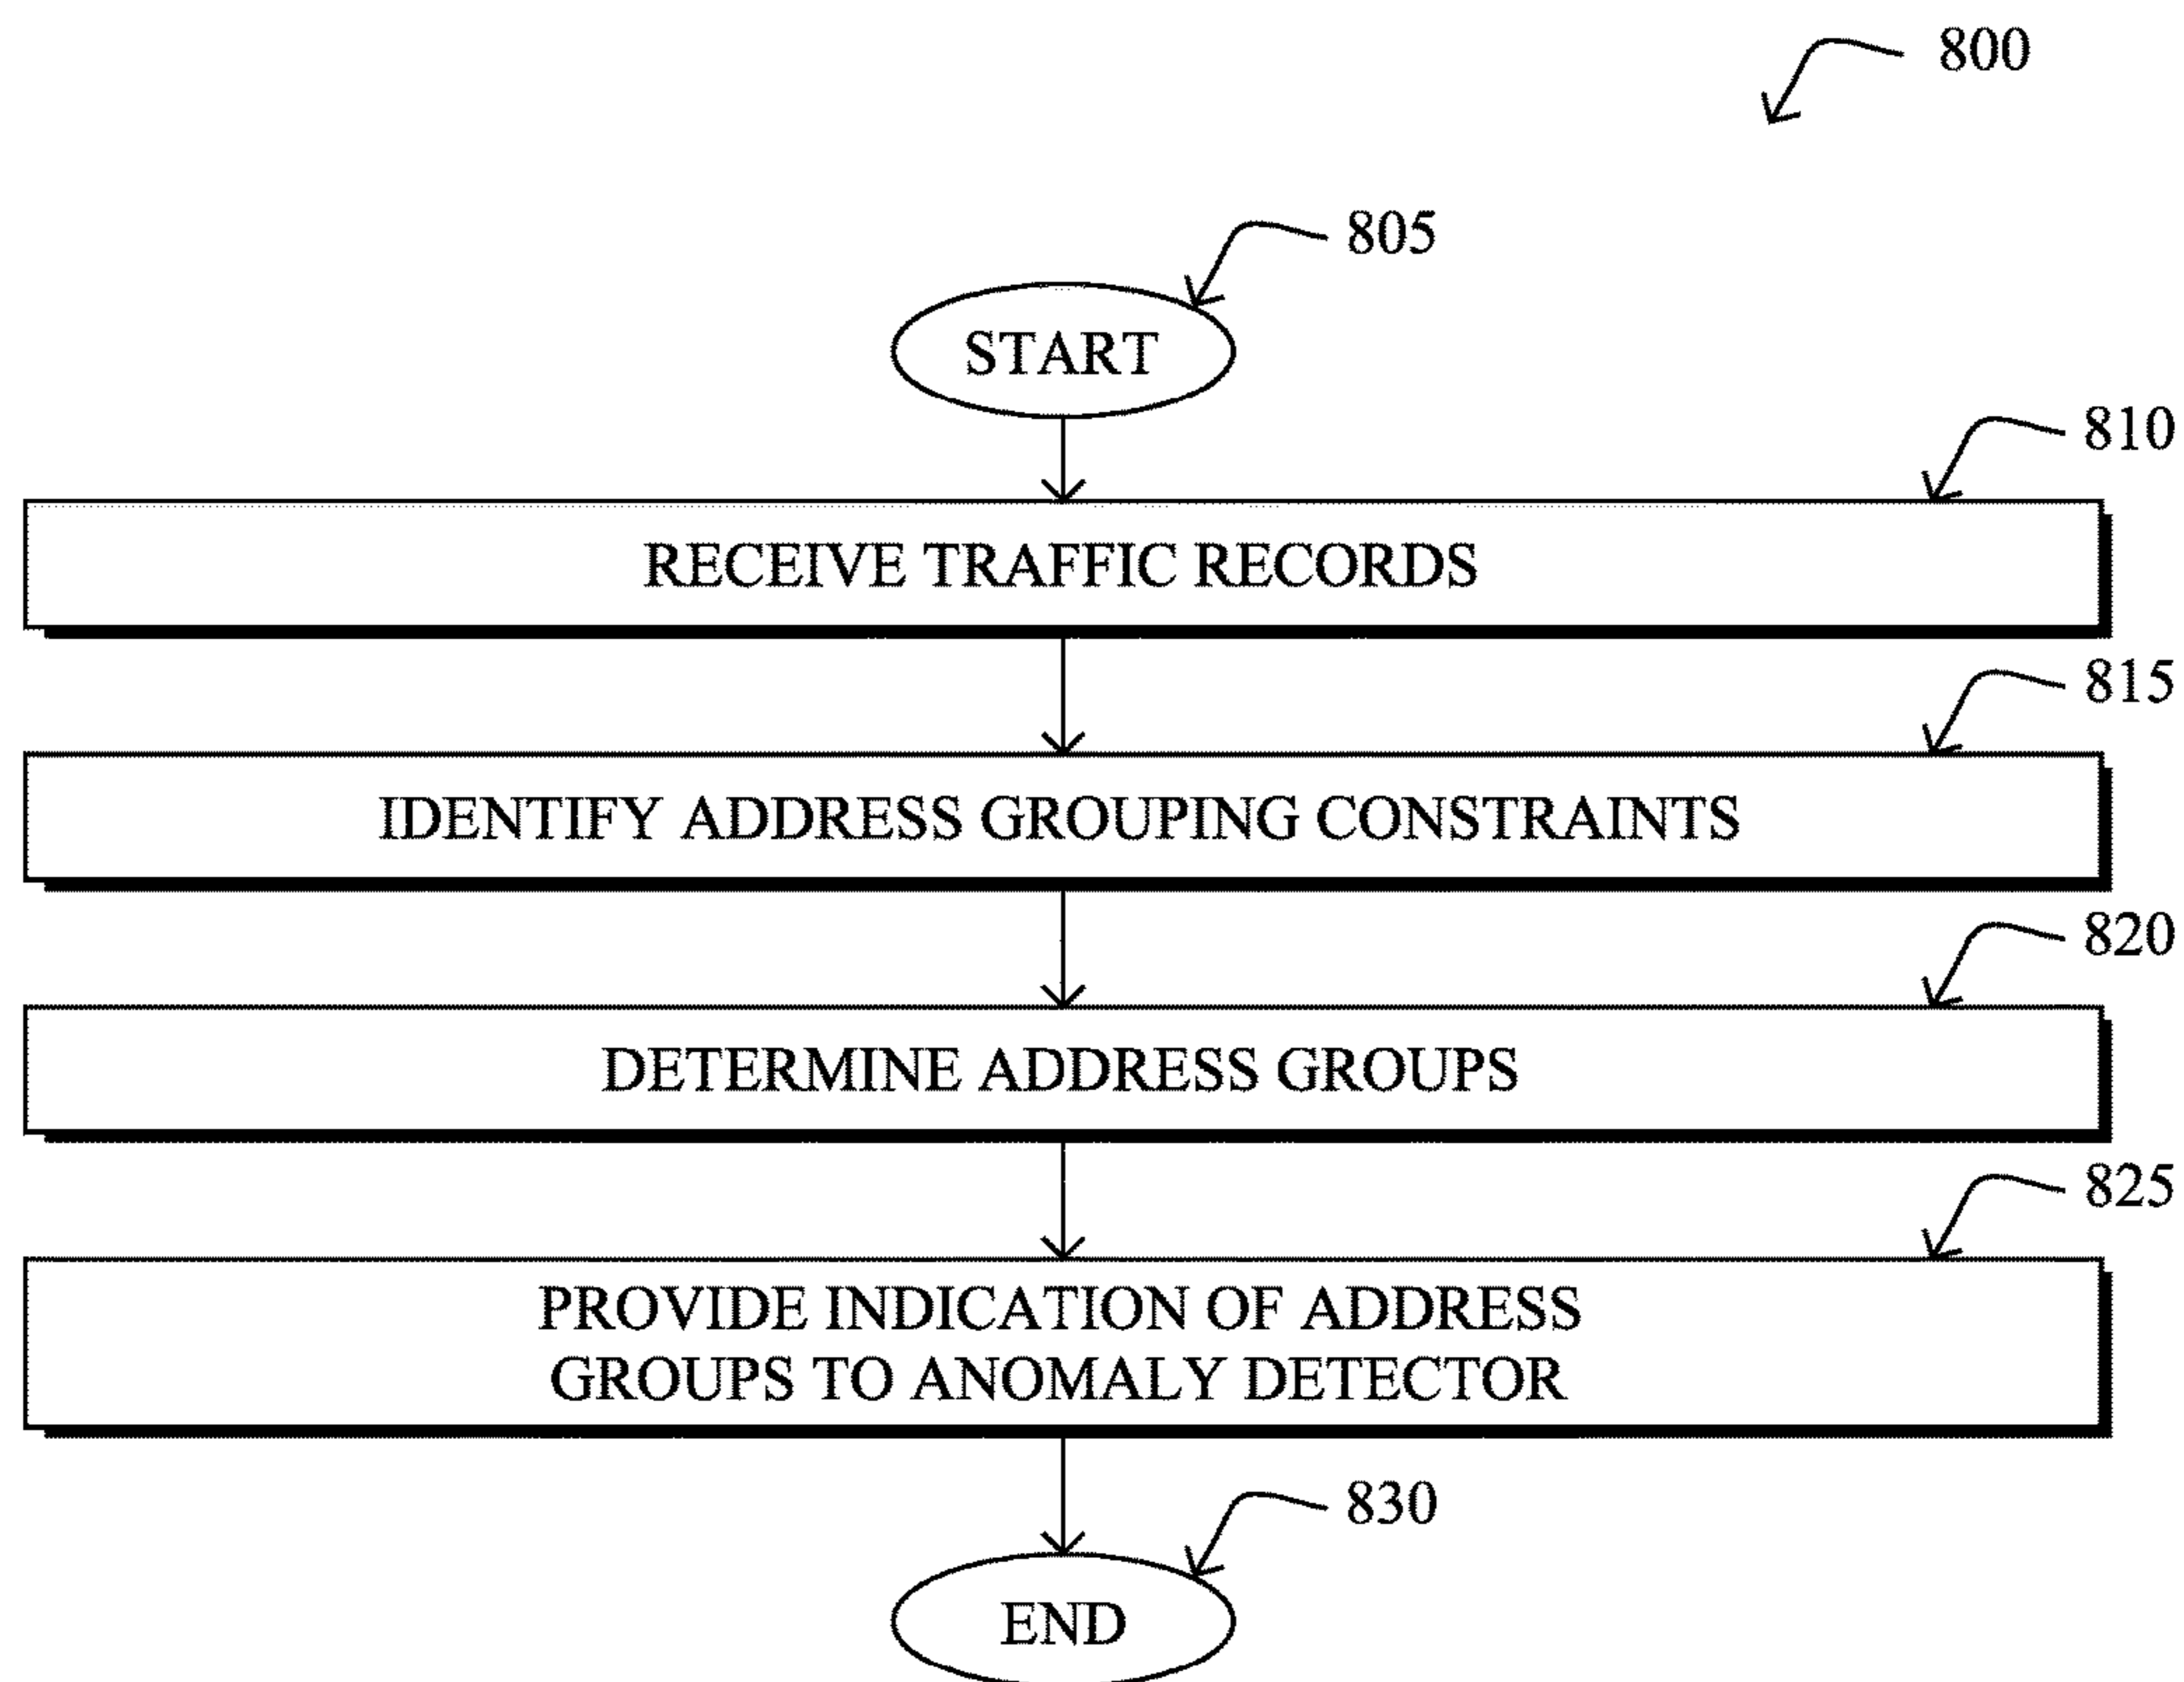 800
805
START
810
RECEIVE TRAFFIC RECORDS
815
IDENTIFY ADDRESS GROUPING CONSTRAINTS
820
DETERMINE ADDRESS GROUPS
825
PROVIDE INDICATION OF ADDRESS
GROUPS TO ANOMALY DETECTOR
830
END